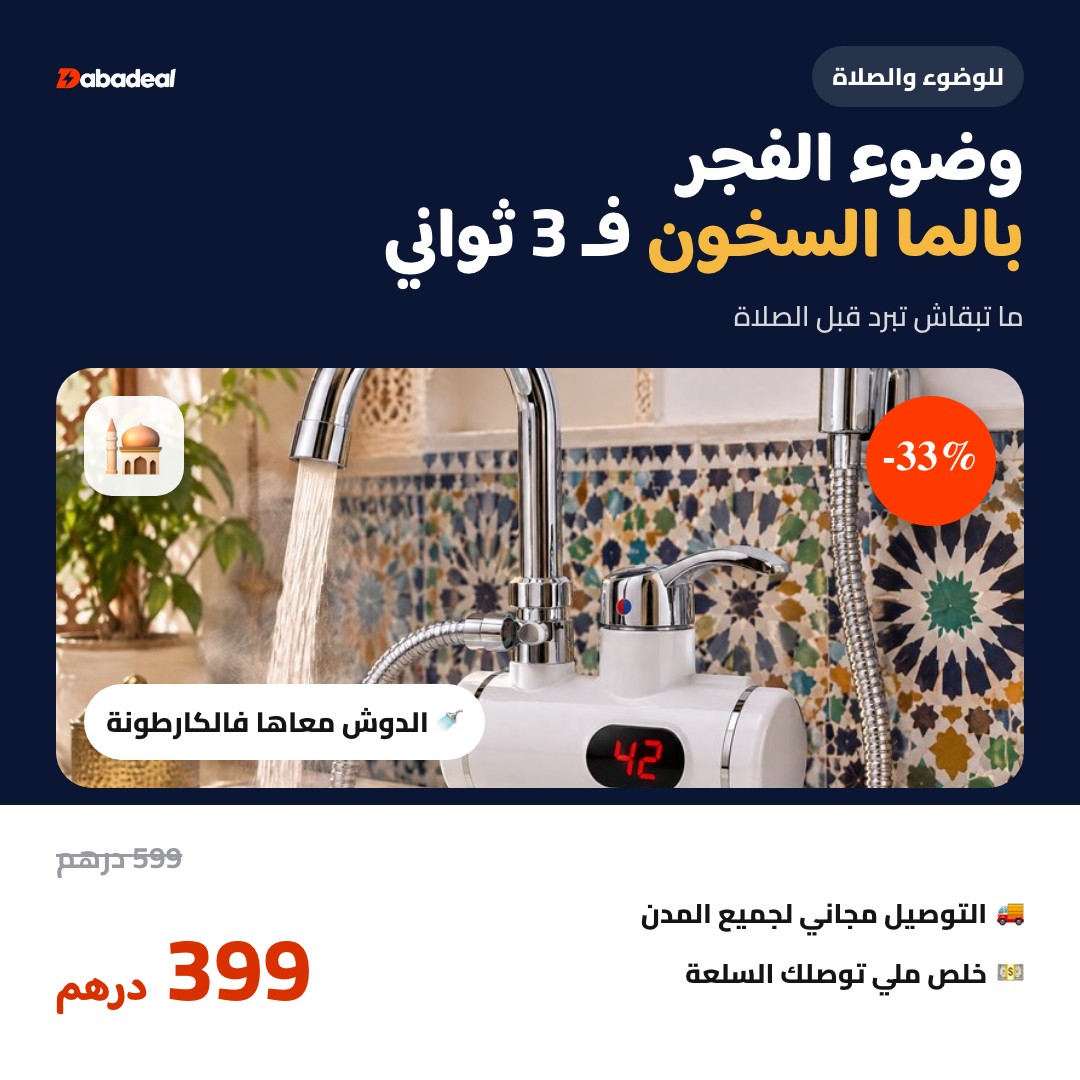 Dabadeal
للوضوء والصلاة
وضوء الفجر
بالما السخون فـ 3 ثواني
ما تبقاش تبرد قبل الصلاة
-33%
42
الدوش معاها فالكارطونة
599 درهم
399 درهم
التوصيل مجاني لجميع المدن
خلص ملي توصلك السلعة